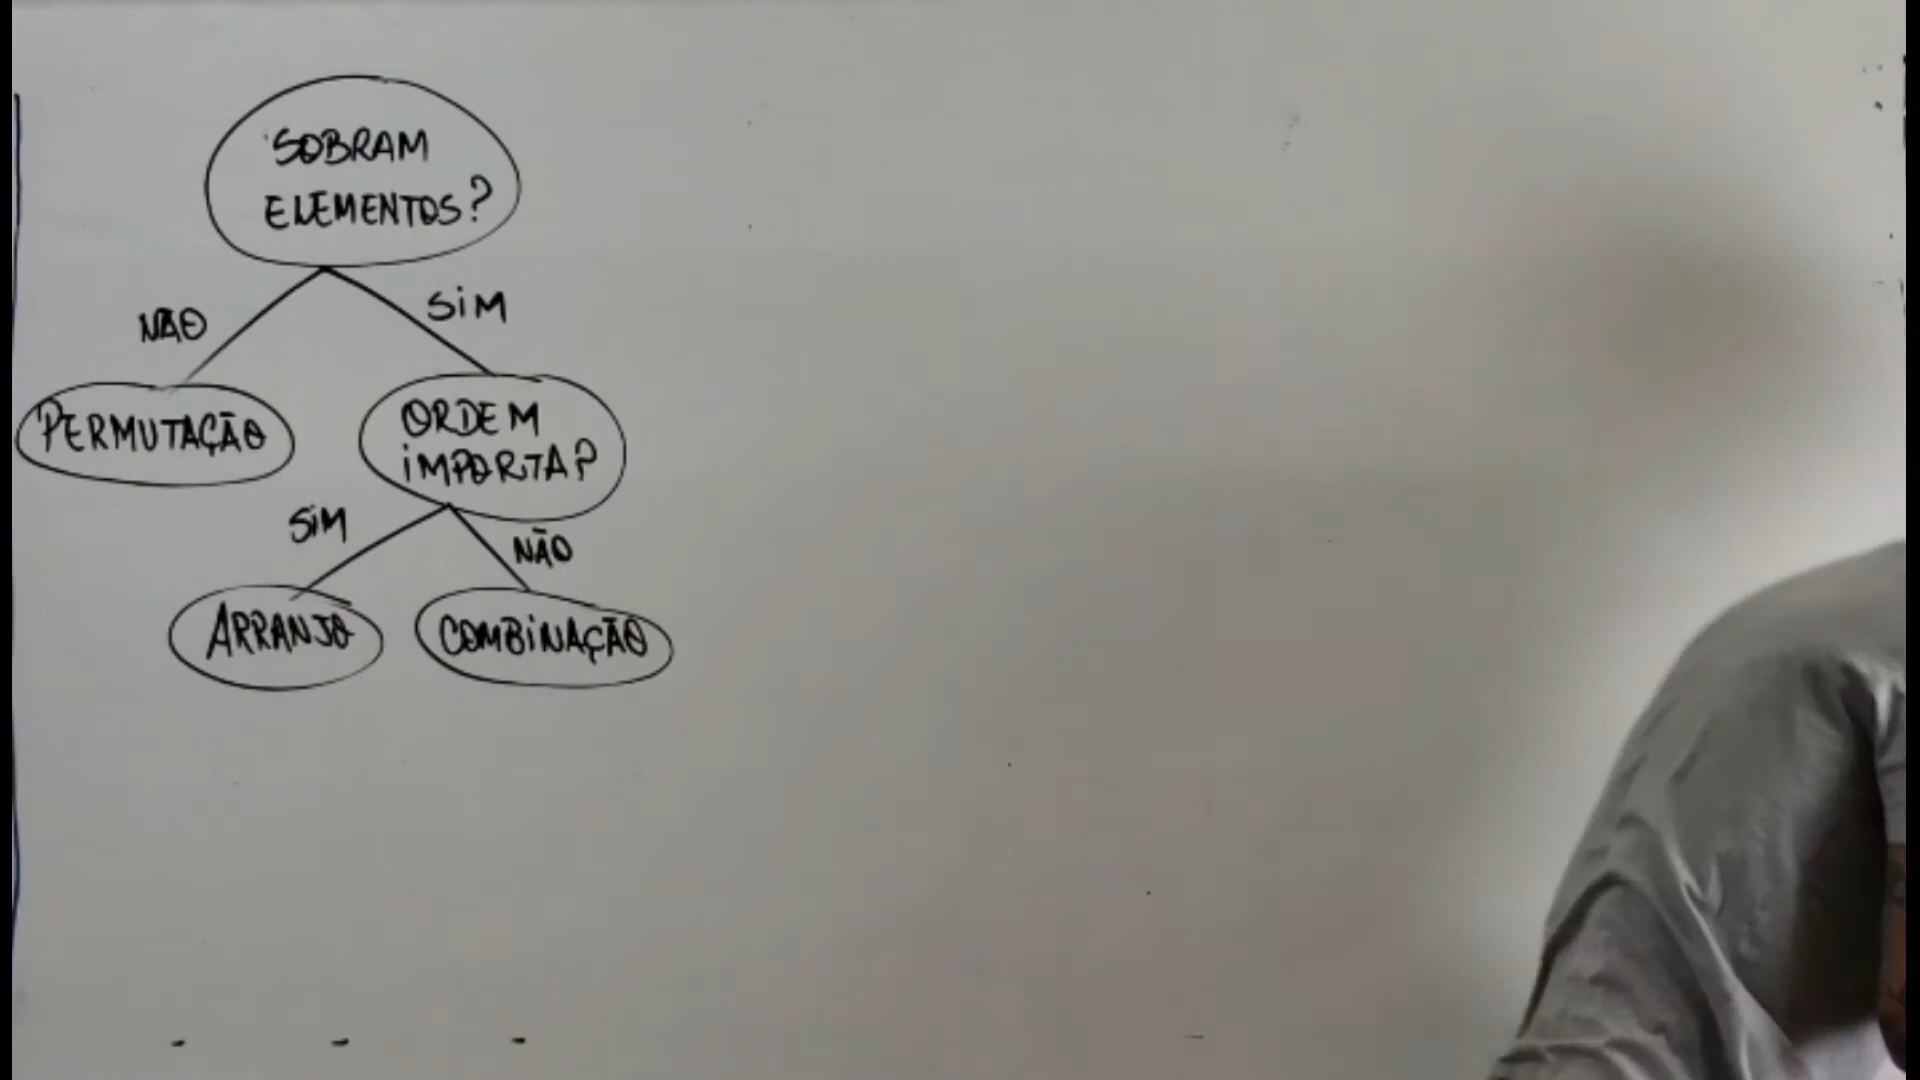 SOBRAM
ELEMENTOS?
NÃO
SIM
PERMUTAÇÃO
ORDEM
IMPORTA?
SIM
NÃO
ARRANJO
COMBINAÇÃO